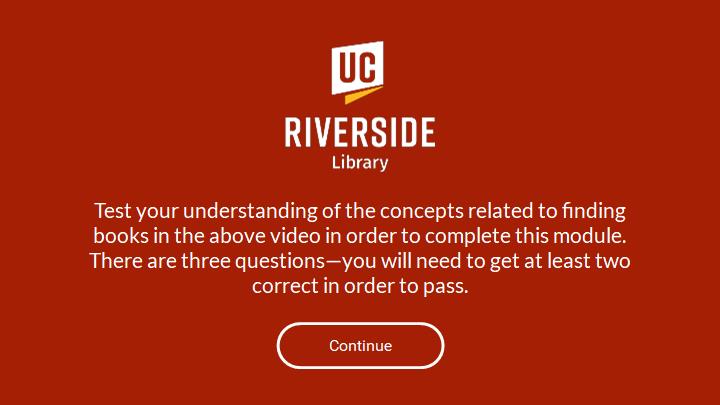 UC
RIVERSIDE
Library
Test your understanding of the concepts related to finding
books in the above video in order to complete this module.
There are three questions—you will need to get at least two
correct in order to pass.
Continue